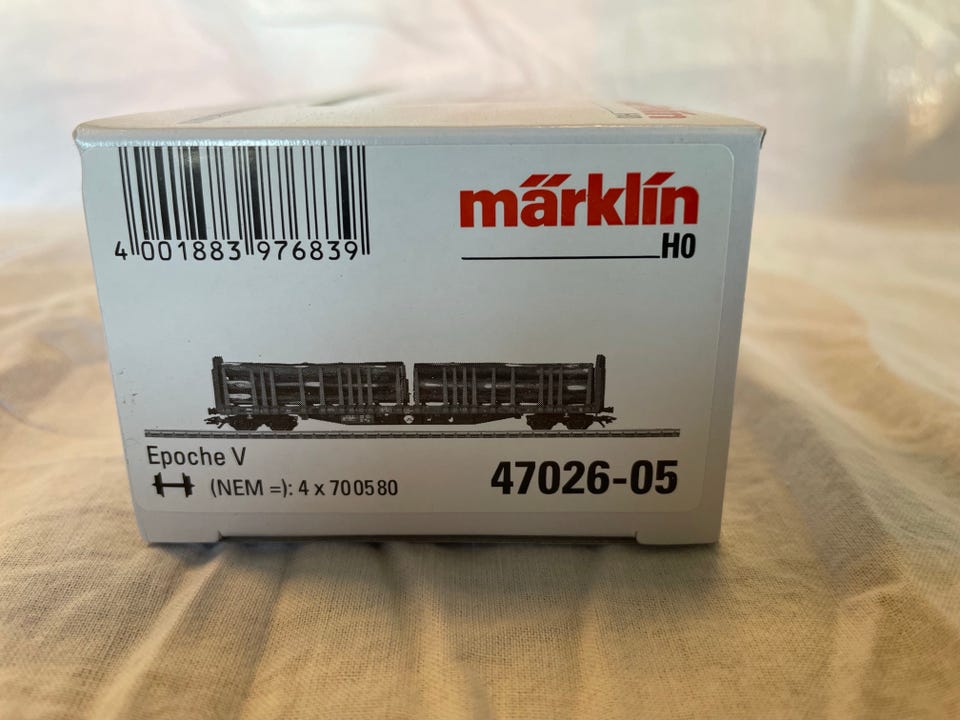 4 001883 976839
märklin
H0
Epoche V
(NEM =): 4 x 700580
47026-05